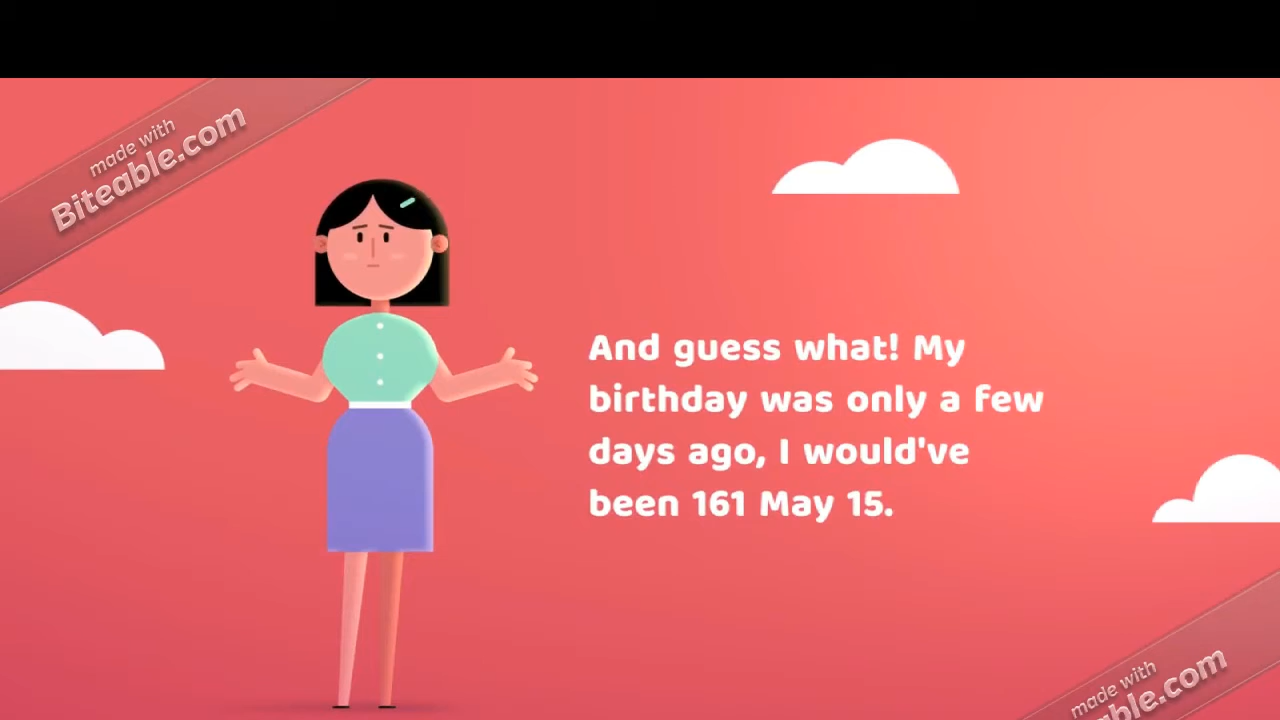 made with
Biteable.com
And guess what! My
birthday was only a few
days ago, I would've
been 161 May 15.
made with
able.com